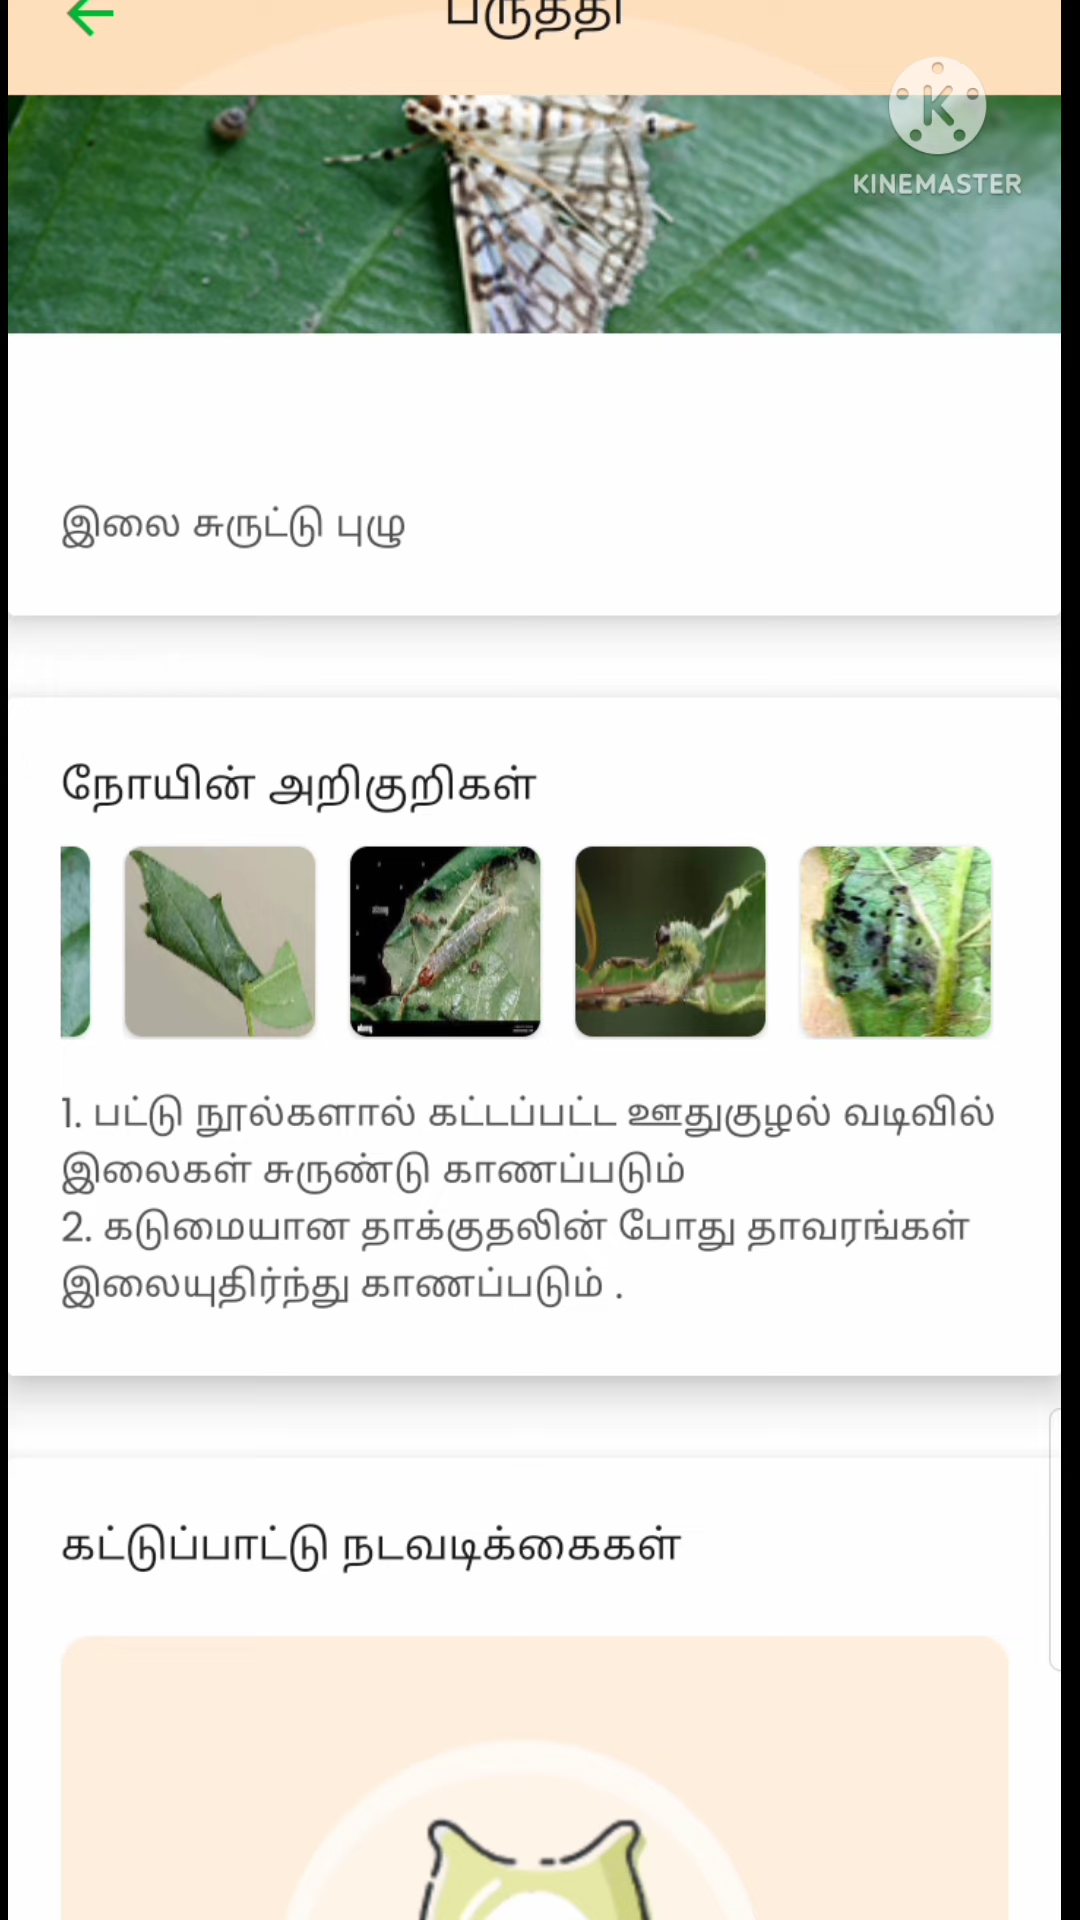 பருத்தி
KINEMASTER
இலை சுருட்டு புழு
நோயின் அறிகுறிகள்
1. பட்டு நூல்களால் கட்டப்பட்ட ஊதுகுழல் வடிவில்
இலைகள் சுருண்டு காணப்படும்
2. கடுமையான தாக்குதலின் போது தாவரங்கள்
இலையுதிர்ந்து காணப்படும் .
கட்டுப்பாட்டு நடவடிக்கைகள்